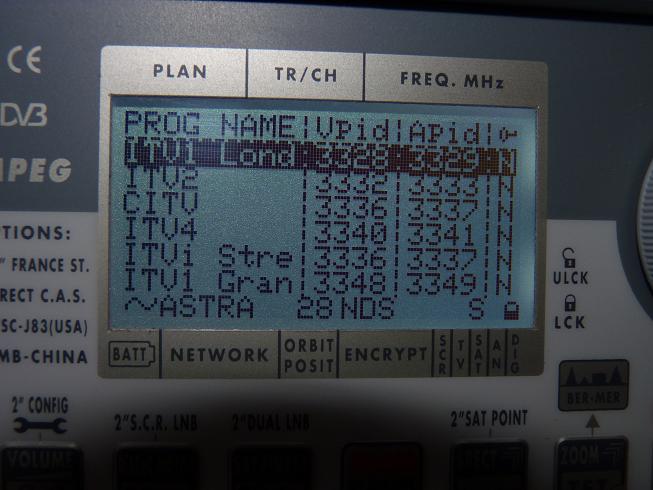 CE
PLAN TR/CH FREQ. MHz
DVB
PROG NAME|VPid|APid|
ITV1 Lond 3328 3329 N
ITV2 3332 3333 N
CITV 3336 3337 N
ITV4 3340 3341 N
ITV1 Stre 3336 3337 N
ITV1 Gran 3348 3349 N
~ASTRA 28 NDS S
MPEG
TIONS:
" FRANCE ST.
RECT C.A.S.
SC-J83(USA)
MB-CHINA
BATT NETWORK ORBIT POSIT ENCRYPT SCR TV SAT AN DIG
ULCK
LCK
BER-MER
2" CONFIG
2"S.C.R. LNB
2"DUAL LNB
2"SAT POINT
VOLUME
ZOOM